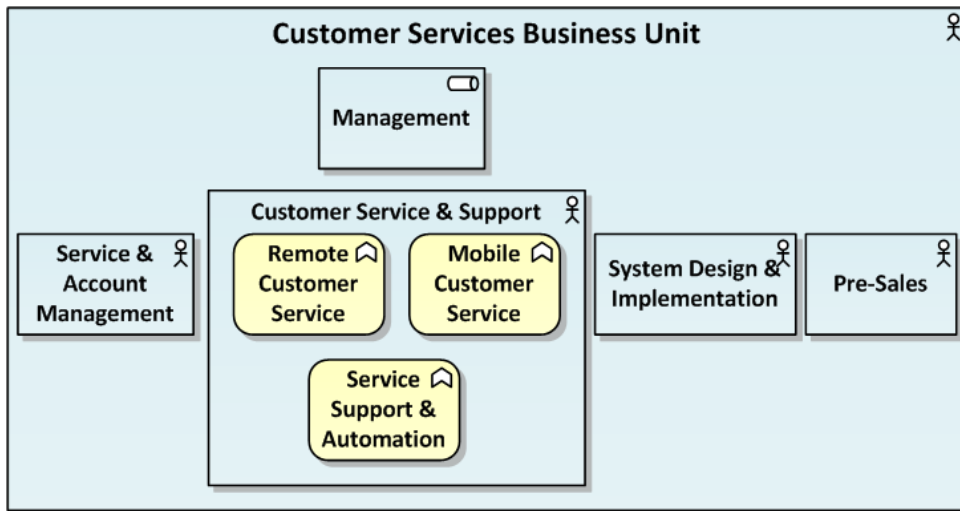 Customer Services Business Unit
Management
Customer Service & Support
Service &
Account
Management
Remote
Customer
Service
Mobile
Customer
Service
Service
Support &
Automation
System Design &
Implementation
Pre-Sales